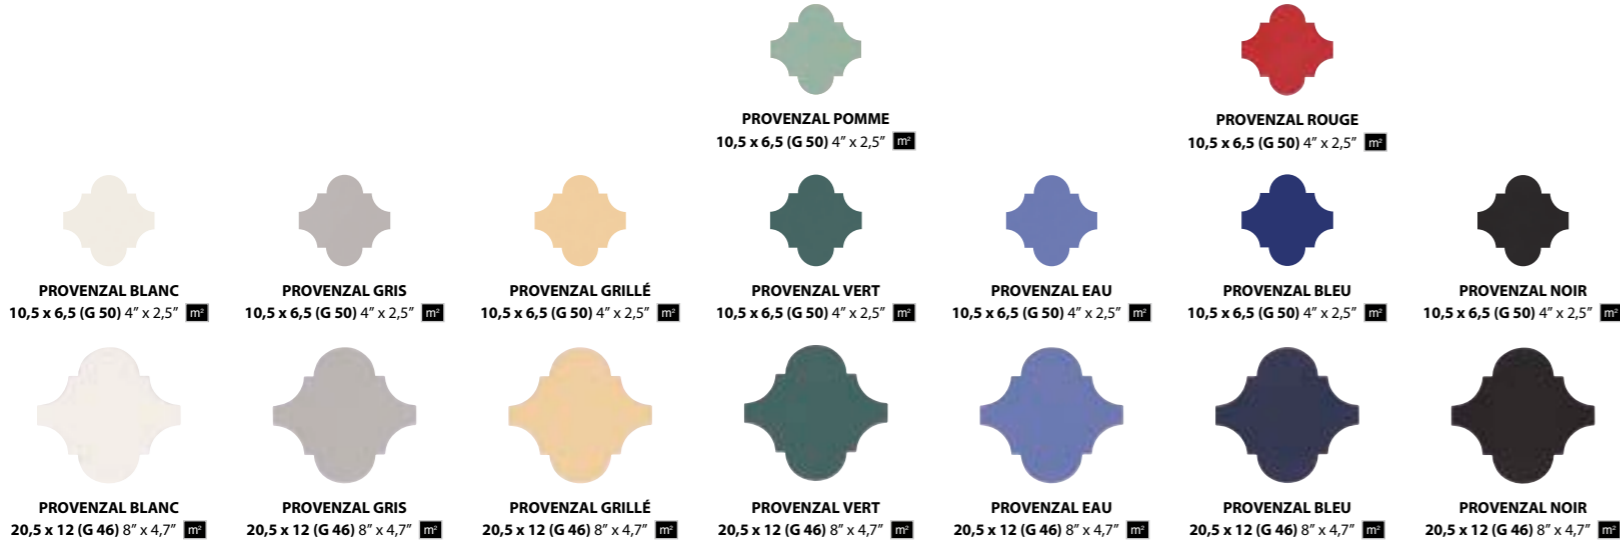 PROVENZAL POMME
10,5 x 6,5 (G 50) 4” x 2,5” m²
PROVENZAL ROUGE
10,5 x 6,5 (G 50) 4” x 2,5” m²
PROVENZAL BLANC
10,5 x 6,5 (G 50) 4” x 2,5” m²
PROVENZAL GRIS
10,5 x 6,5 (G 50) 4” x 2,5” m²
PROVENZAL GRILLÉ
10,5 x 6,5 (G 50) 4” x 2,5” m²
PROVENZAL VERT
10,5 x 6,5 (G 50) 4” x 2,5” m²
PROVENZAL EAU
10,5 x 6,5 (G 50) 4” x 2,5” m²
PROVENZAL BLEU
10,5 x 6,5 (G 50) 4” x 2,5” m²
PROVENZAL NOIR
10,5 x 6,5 (G 50) 4” x 2,5” m²
PROVENZAL BLANC
20,5 x 12 (G 46) 8” x 4,7” m²
PROVENZAL GRIS
20,5 x 12 (G 46) 8” x 4,7” m²
PROVENZAL GRILLÉ
20,5 x 12 (G 46) 8” x 4,7” m²
PROVENZAL VERT
20,5 x 12 (G 46) 8” x 4,7” m²
PROVENZAL EAU
20,5 x 12 (G 46) 8” x 4,7” m²
PROVENZAL BLEU
20,5 x 12 (G 46) 8” x 4,7” m²
PROVENZAL NOIR
20,5 x 12 (G 46) 8” x 4,7” m²